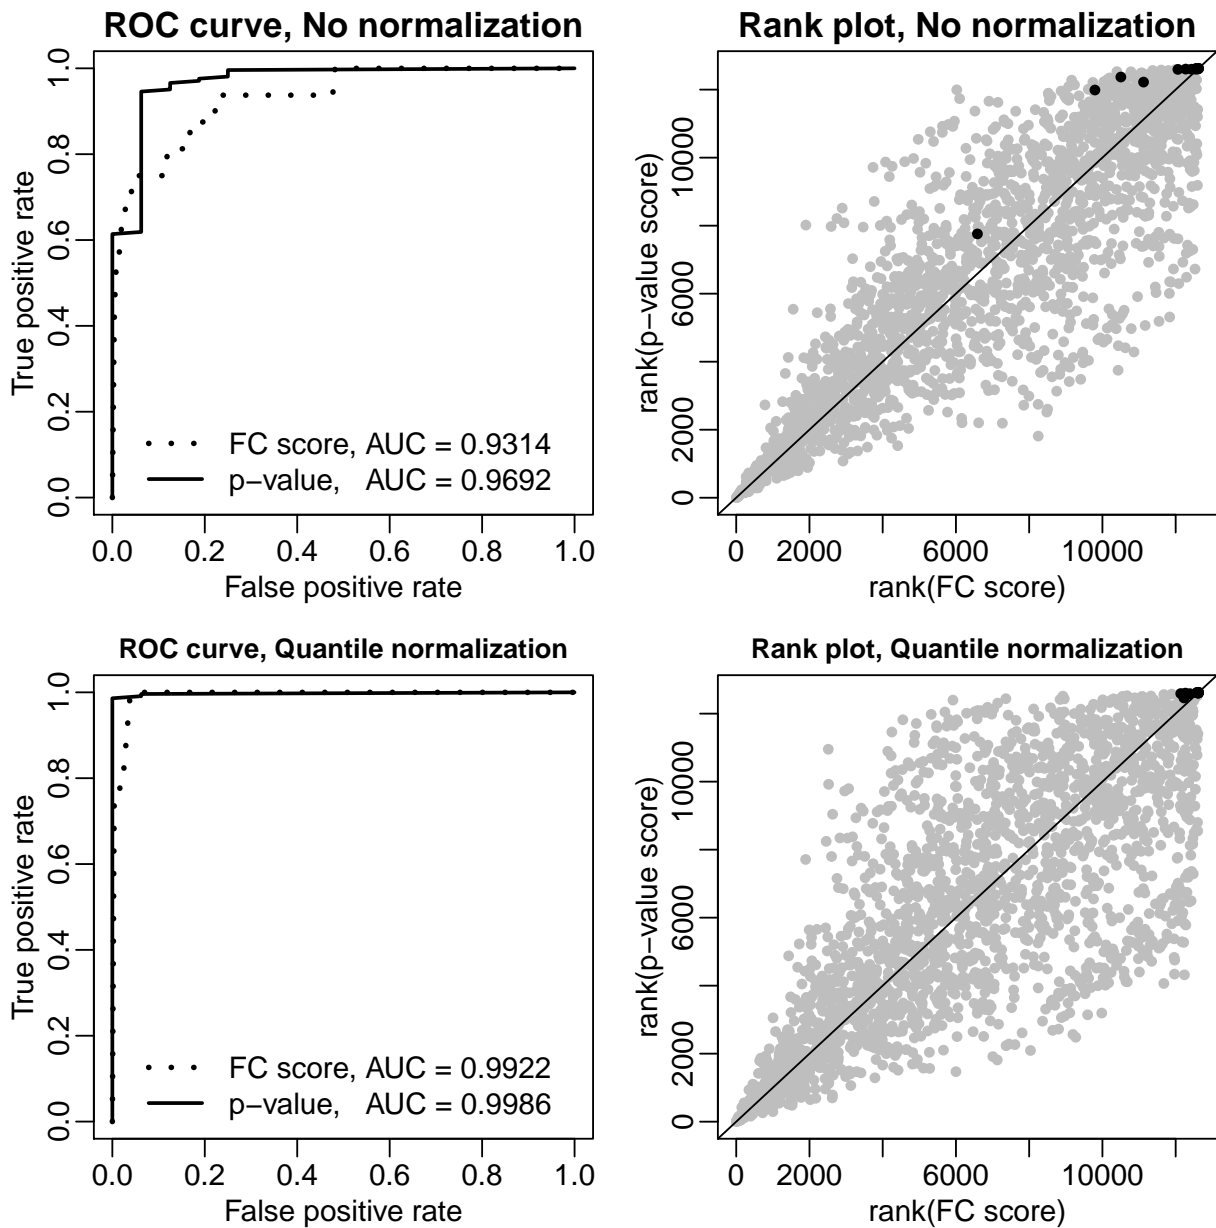 ROC curve, No normalization
True positive rate
1.0
0.8
0.6
0.4
0.2
0.0
FC score, AUC = 0.9314
p−value, AUC = 0.9692
0.0 0.2 0.4 0.6 0.8 1.0
False positive rate
Rank plot, No normalization
rank(p−value score)
10000
6000
2000
0
0 2000 6000 10000
rank(FC score)
ROC curve, Quantile normalization
True positive rate
1.0
0.8
0.6
0.4
0.2
0.0
FC score, AUC = 0.9922
p−value, AUC = 0.9986
0.0 0.2 0.4 0.6 0.8 1.0
False positive rate
Rank plot, Quantile normalization
rank(p−value score)
10000
6000
2000
0
0 2000 6000 10000
rank(FC score)